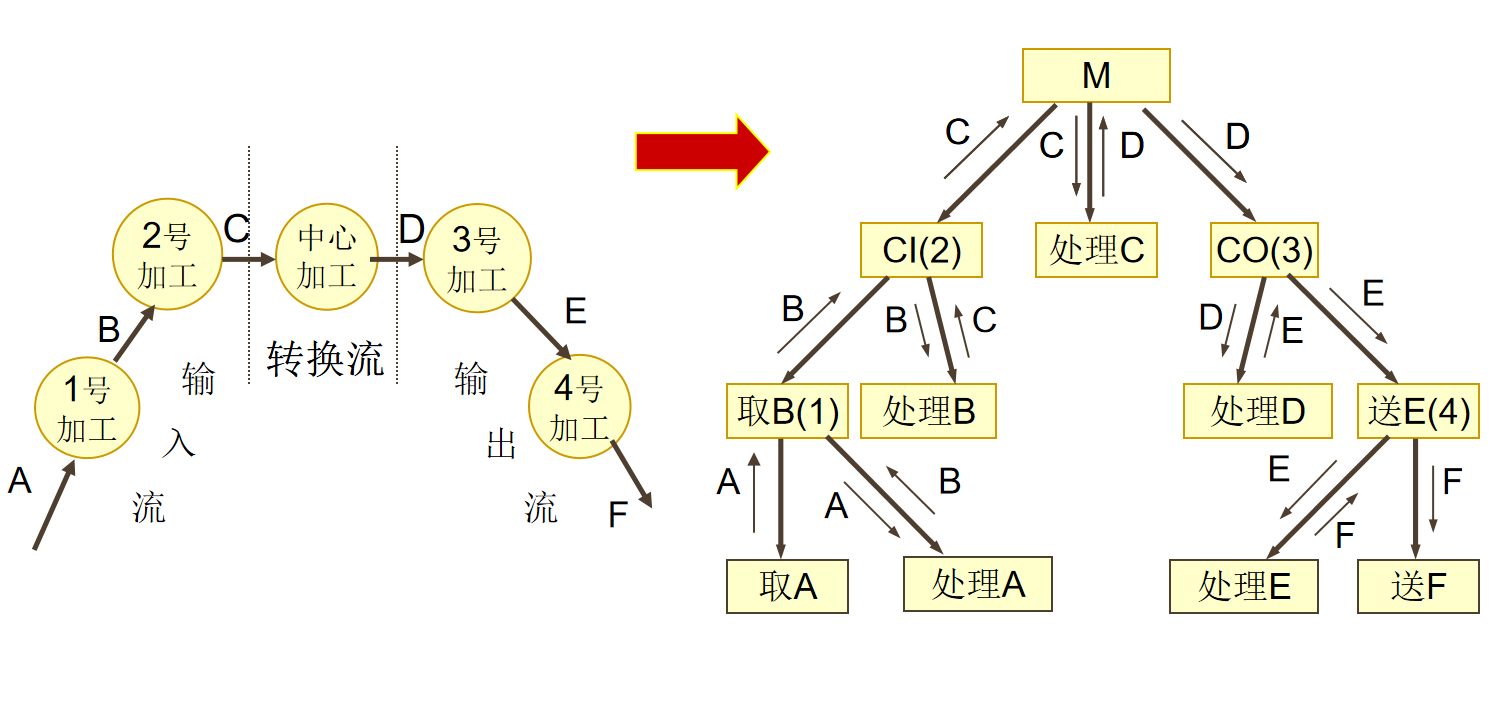 2号
加工
C
中心
加工
D
3号
加工
B
E
输
入
流
转换流
输
出
流
1号
加工
A
4号
加工
F
M
C
C
D
D
CI(2)
处理C
CO(3)
B
B
C
D
E
E
取B(1)
处理B
处理D
送E(4)
A
A
B
E
F
F
取A
处理A
处理E
送F